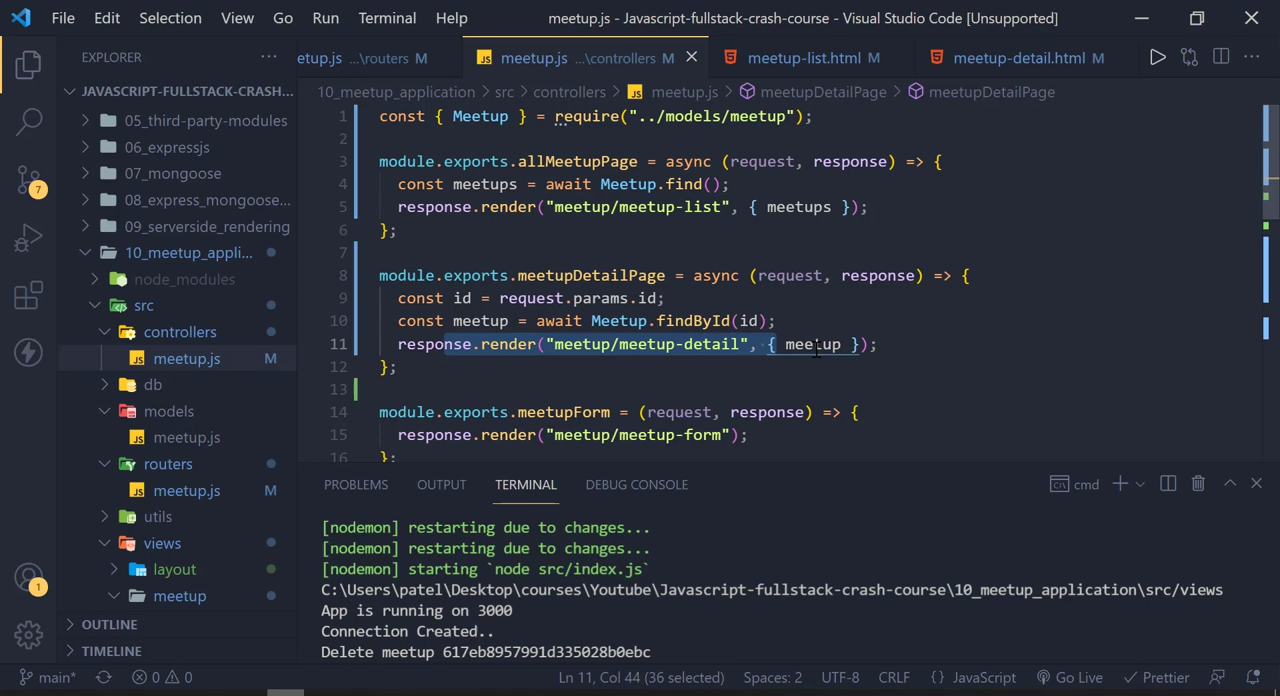 File Edit Selection View Go Run Terminal Help meetup.js - Javascript-fullstack-crash-course - Visual Studio Code [Unsupported]
EXPLORER
etup.js ...\routers M
meetup.js ...\controllers M
meetup-list.html M
meetup-detail.html M
JAVASCRIPT-FULLSTACK-CRASH...
05_third-party-modules
06_expressjs
07_mongoose
08_express_mongoose...
09_serverside_rendering
10_meetup_appli...
node_modules
src
controllers
meetup.js M
db
models
meetup.js
routers
meetup.js M
utils
views
layout
meetup
OUTLINE
TIMELINE
7
1
10_meetup_application > src > controllers > meetup.js > meetupDetailPage > meetupDetailPage
1 const { Meetup } = require("../models/meetup");
2
3 module.exports.allMeetupPage = async (request, response) => {
4 const meetups = await Meetup.find();
5 response.render("meetup/meetup-list", { meetups });
6 };
7
8 module.exports.meetupDetailPage = async (request, response) => {
9 const id = request.params.id;
10 const meetup = await Meetup.findById(id);
11 response.render("meetup/meetup-detail", { meetup });
12 };
13
14 module.exports.meetupForm = (request, response) => {
15 response.render("meetup/meetup-form");
16 };
PROBLEMS OUTPUT TERMINAL DEBUG CONSOLE cmd
[nodemon] restarting due to changes...
[nodemon] restarting due to changes...
[nodemon] starting `node src/index.js`
C:\Users\patel\Desktop\courses\Youtube\Javascript-fullstack-crash-course\10_meetup_application\src/views
App is running on 3000
Connection Created..
Delete meetup 617eb8957991d335028b0ebc
main* 0 0 Ln 11, Col 44 (36 selected) Spaces: 2 UTF-8 CRLF {} JavaScript Go Live Prettier